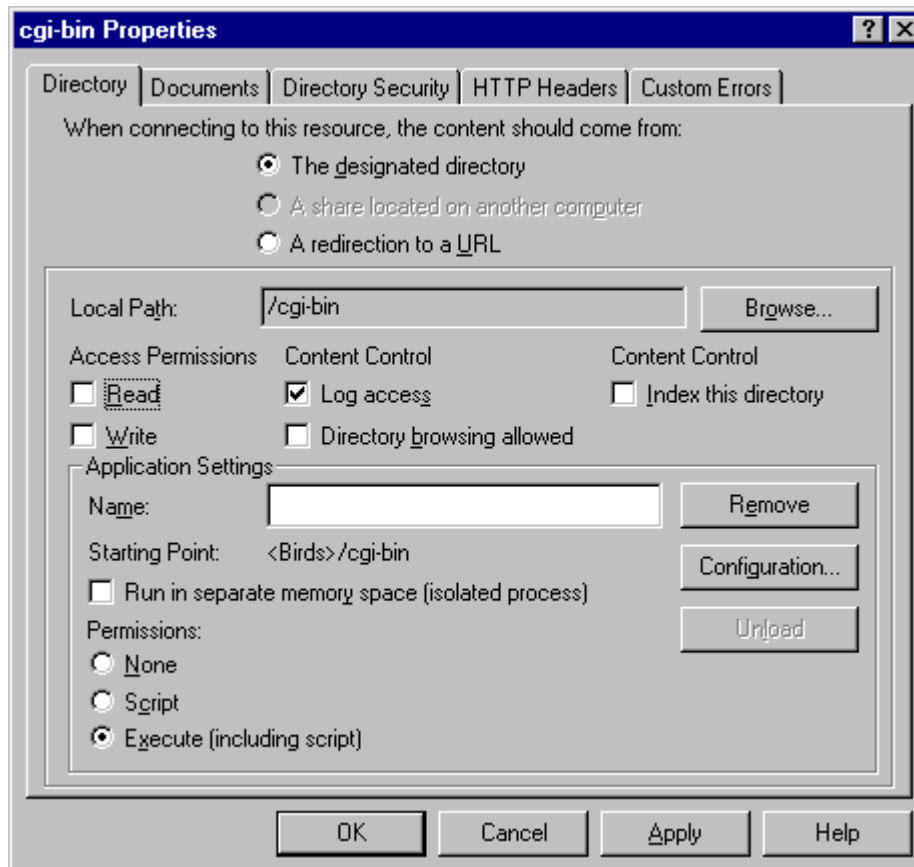 cgi-bin Properties
Directory Documents Directory Security HTTP Headers Custom Errors
When connecting to this resource, the content should come from:
The designated directory
A share located on another computer
A redirection to a URL
Local Path: /cgi-bin Browse...
Access Permissions Content Control Content Control
Read Log access Index this directory
Write Directory browsing allowed
Application Settings
Name: Remove
Starting Point: <Birds>/cgi-bin
Configuration...
Run in separate memory space (isolated process)
Permissions: Unload
None
Script
Execute (including script)
OK Cancel Apply Help